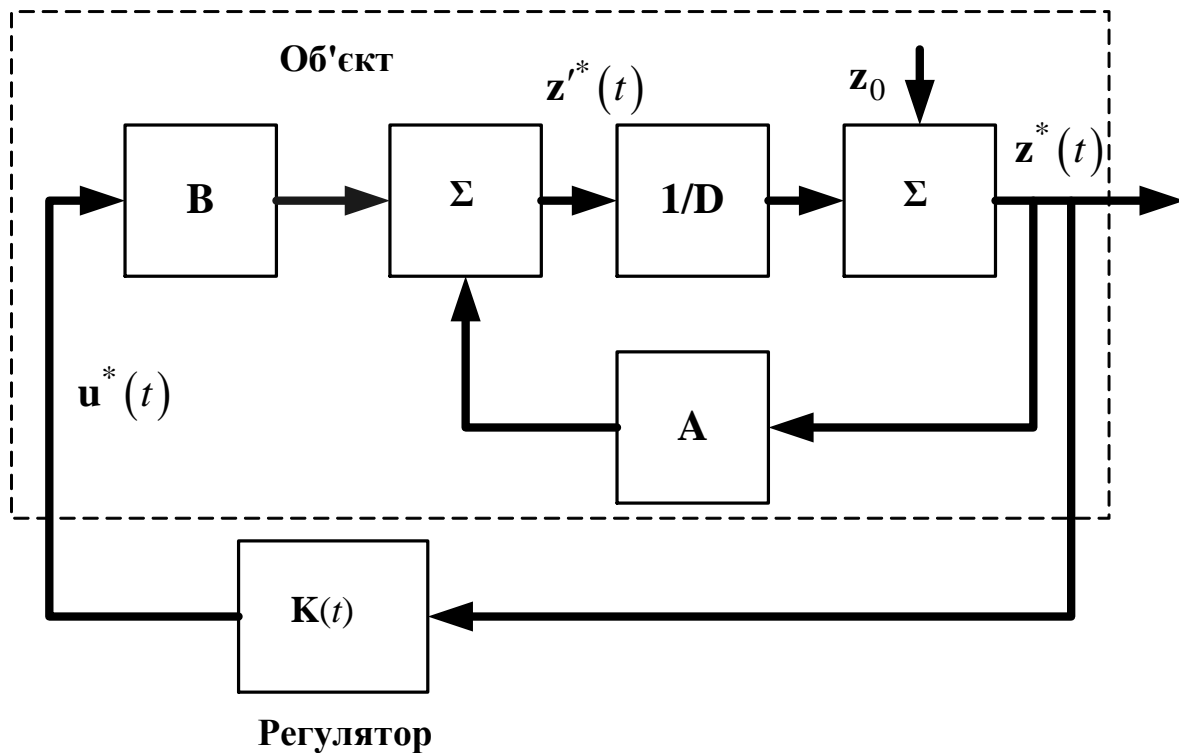 Об'єкт
z′*(t)
z₀
z*(t)
B
Σ
1/D
Σ
u*(t)
A
K(t)
Регулятор